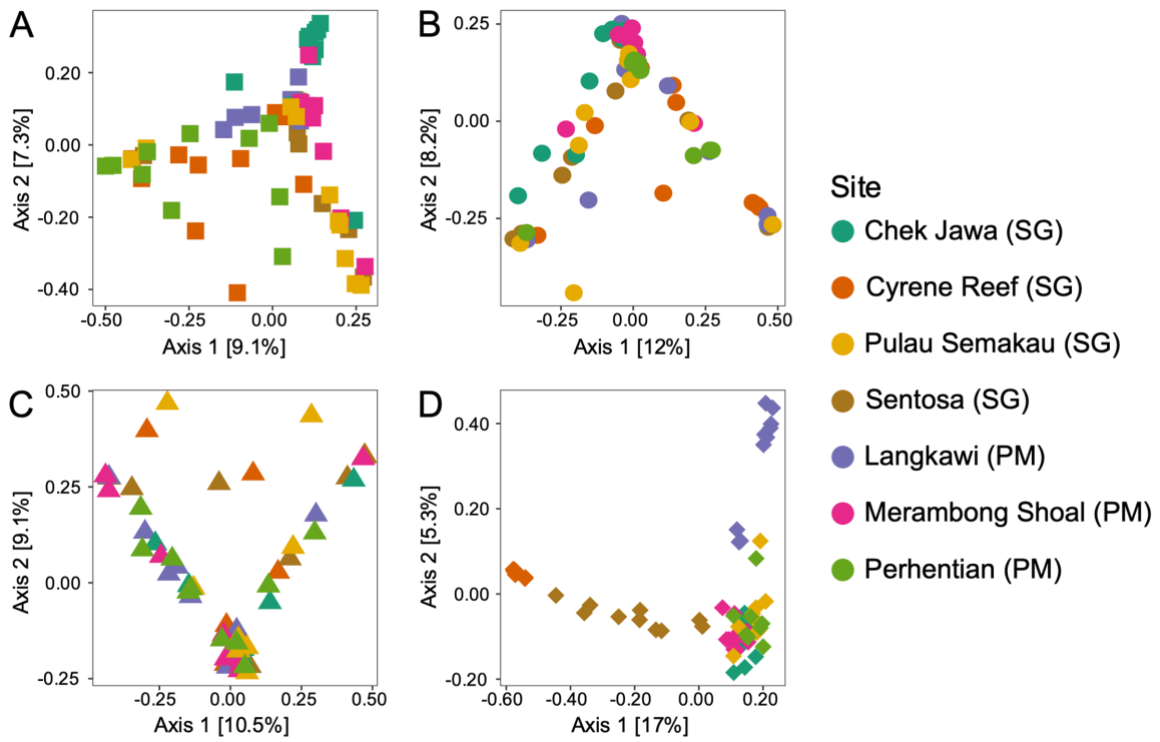 A
0.20
0.00
-0.20
-0.40
Axis 2 [7.3%]
-0.50
-0.25
0.00
0.25
Axis 1 [9.1%]
B
0.25
0.00
-0.25
Axis 2 [8.2%]
-0.25
0.00
0.25
0.50
Axis 1 [12%]
C
0.50
0.25
0.00
-0.25
Axis 2 [9.1%]
-0.25
0.00
0.25
0.50
Axis 1 [10.5%]
D
0.40
0.20
0.00
-0.20
Axis 2 [5.3%]
-0.60
-0.40
-0.20
0.00
0.20
Axis 1 [17%]
Site
Chek Jawa (SG)
Cyrene Reef (SG)
Pulau Semakau (SG)
Sentosa (SG)
Langkawi (PM)
Merambong Shoal (PM)
Perhentian (PM)